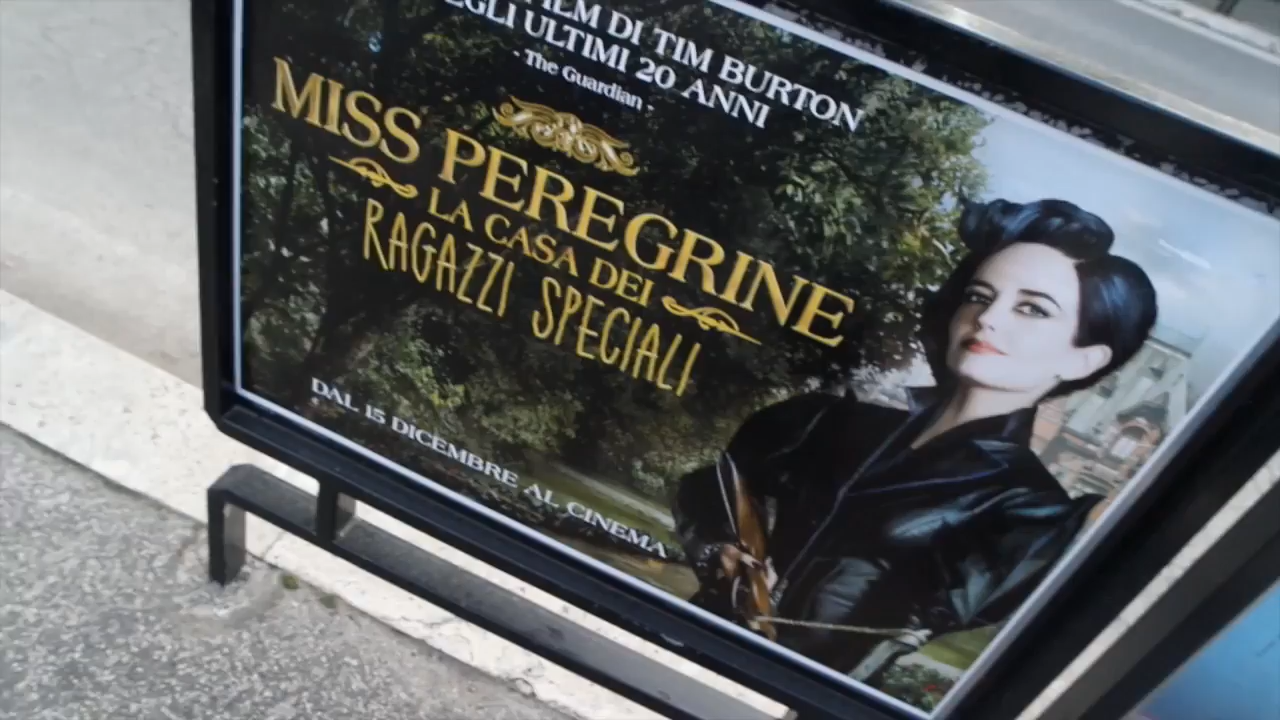 FILM DI TIM BURTON
EGLI ULTIMI 20 ANNI
- The Guardian -
MISS PEREGRINE
LA CASA DEI
RAGAZZI SPECIALI
DAL 15 DICEMBRE AL CINEMA